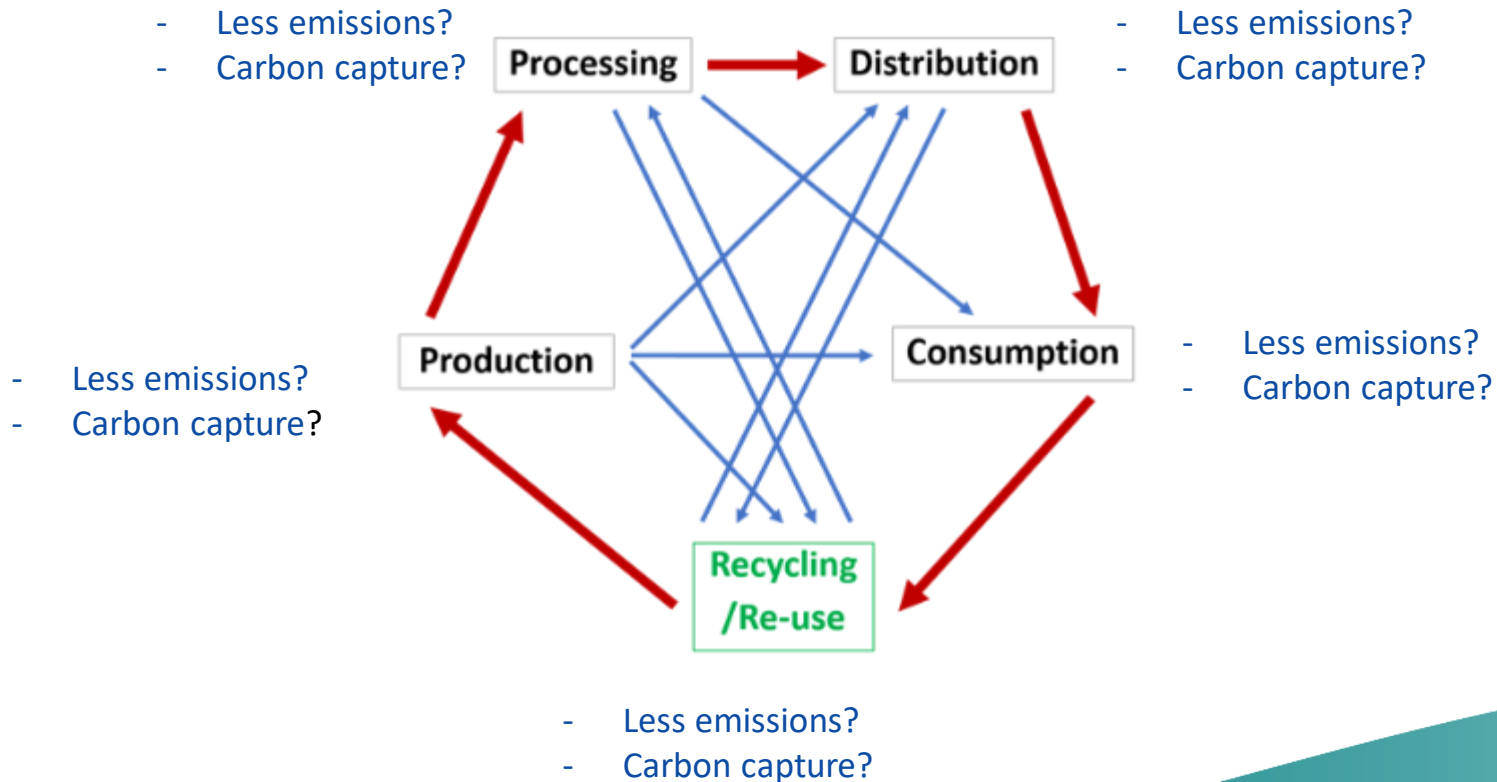 - Less emissions?
- Carbon capture?
Processing
Distribution
- Less emissions?
- Carbon capture?
Production
Consumption
- Less emissions?
- Carbon capture?
- Less emissions?
- Carbon capture?
Recycling
/Re-use
- Less emissions?
- Carbon capture?